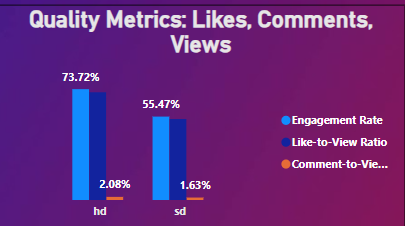 Quality Metrics: Likes, Comments,
Views
73.72%
55.47%
2.08%
1.63%
hd
sd
Engagement Rate
Like-to-View Ratio
Comment-to-Vie...